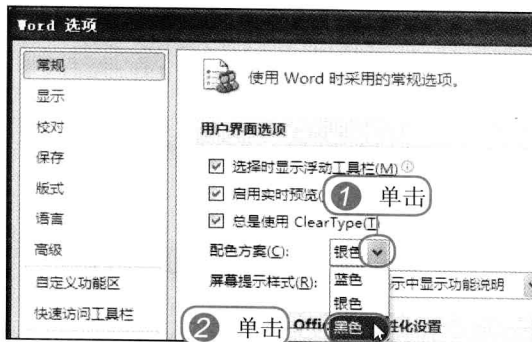 Word 选项
常规
显示
校对
保存
版式
语言
高级
自定义功能区
快速访问工具栏
使用 Word 时采用的常规选项。
用户界面选项
选择时显示浮动工具栏(M)
启用实时预览(
1 单击
总是使用 ClearType(T)
配色方案(C): 银色
屏幕提示样式(R): 蓝色 示中显示功能说明
银色
2 单击 Offi 黑色 性化设置